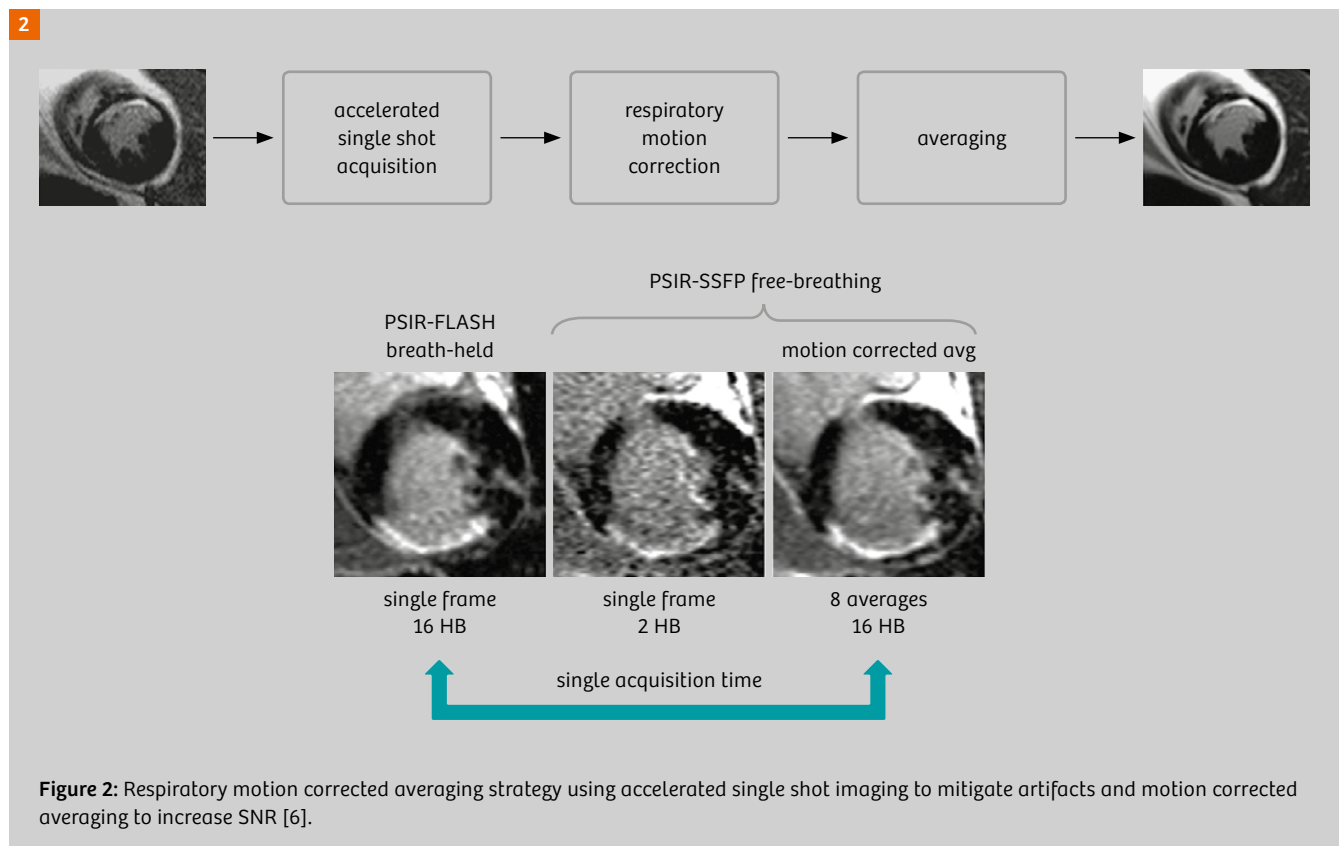 2
accelerated
single shot
acquisition
respiratory
motion
correction
averaging
PSIR-SSFP free-breathing
PSIR-FLASH
breath-held
motion corrected avg
single frame
16 HB
single frame
2 HB
8 averages
16 HB
single acquisition time
Figure 2: Respiratory motion corrected averaging strategy using accelerated single shot imaging to mitigate artifacts and motion corrected
averaging to increase SNR [6].